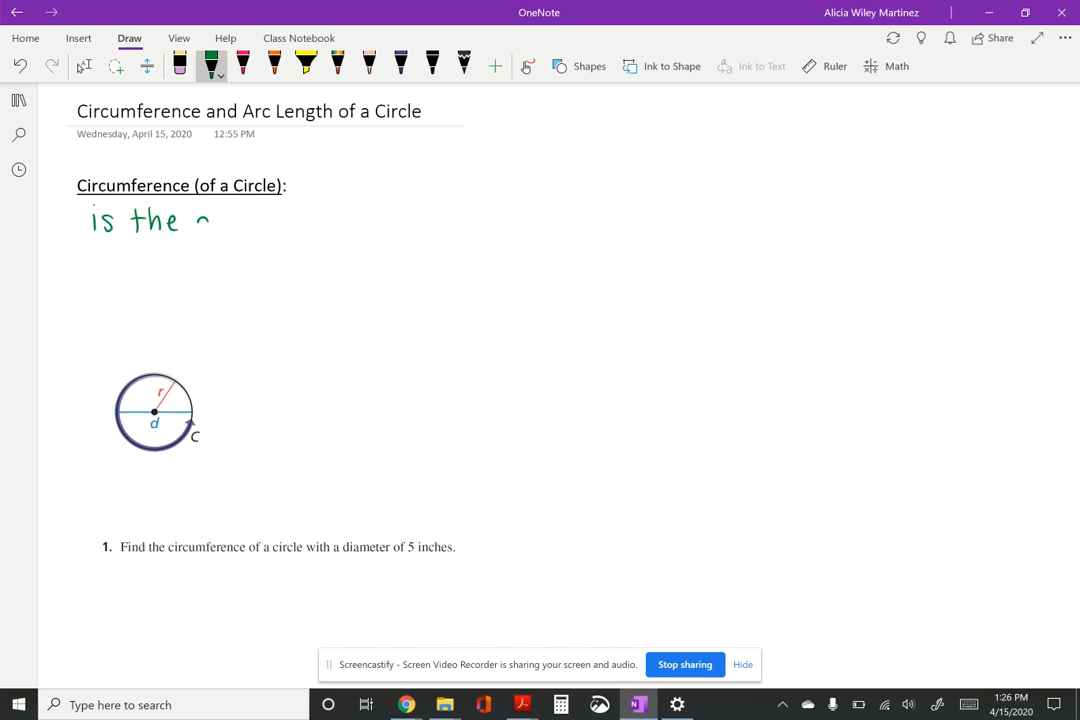 OneNote
Alicia Wiley Martinez
Home Insert Draw View Help Class Notebook
Share
Shapes Ink to Shape Ink to Text Ruler Math
Circumference and Arc Length of a Circle
Wednesday, April 15, 2020 12:55 PM
Circumference (of a Circle):
is the
r
d
C
1. Find the circumference of a circle with a diameter of 5 inches.
Screencastify - Screen Video Recorder is sharing your screen and audio. Stop sharing Hide
Type here to search
1:26 PM
4/15/2020